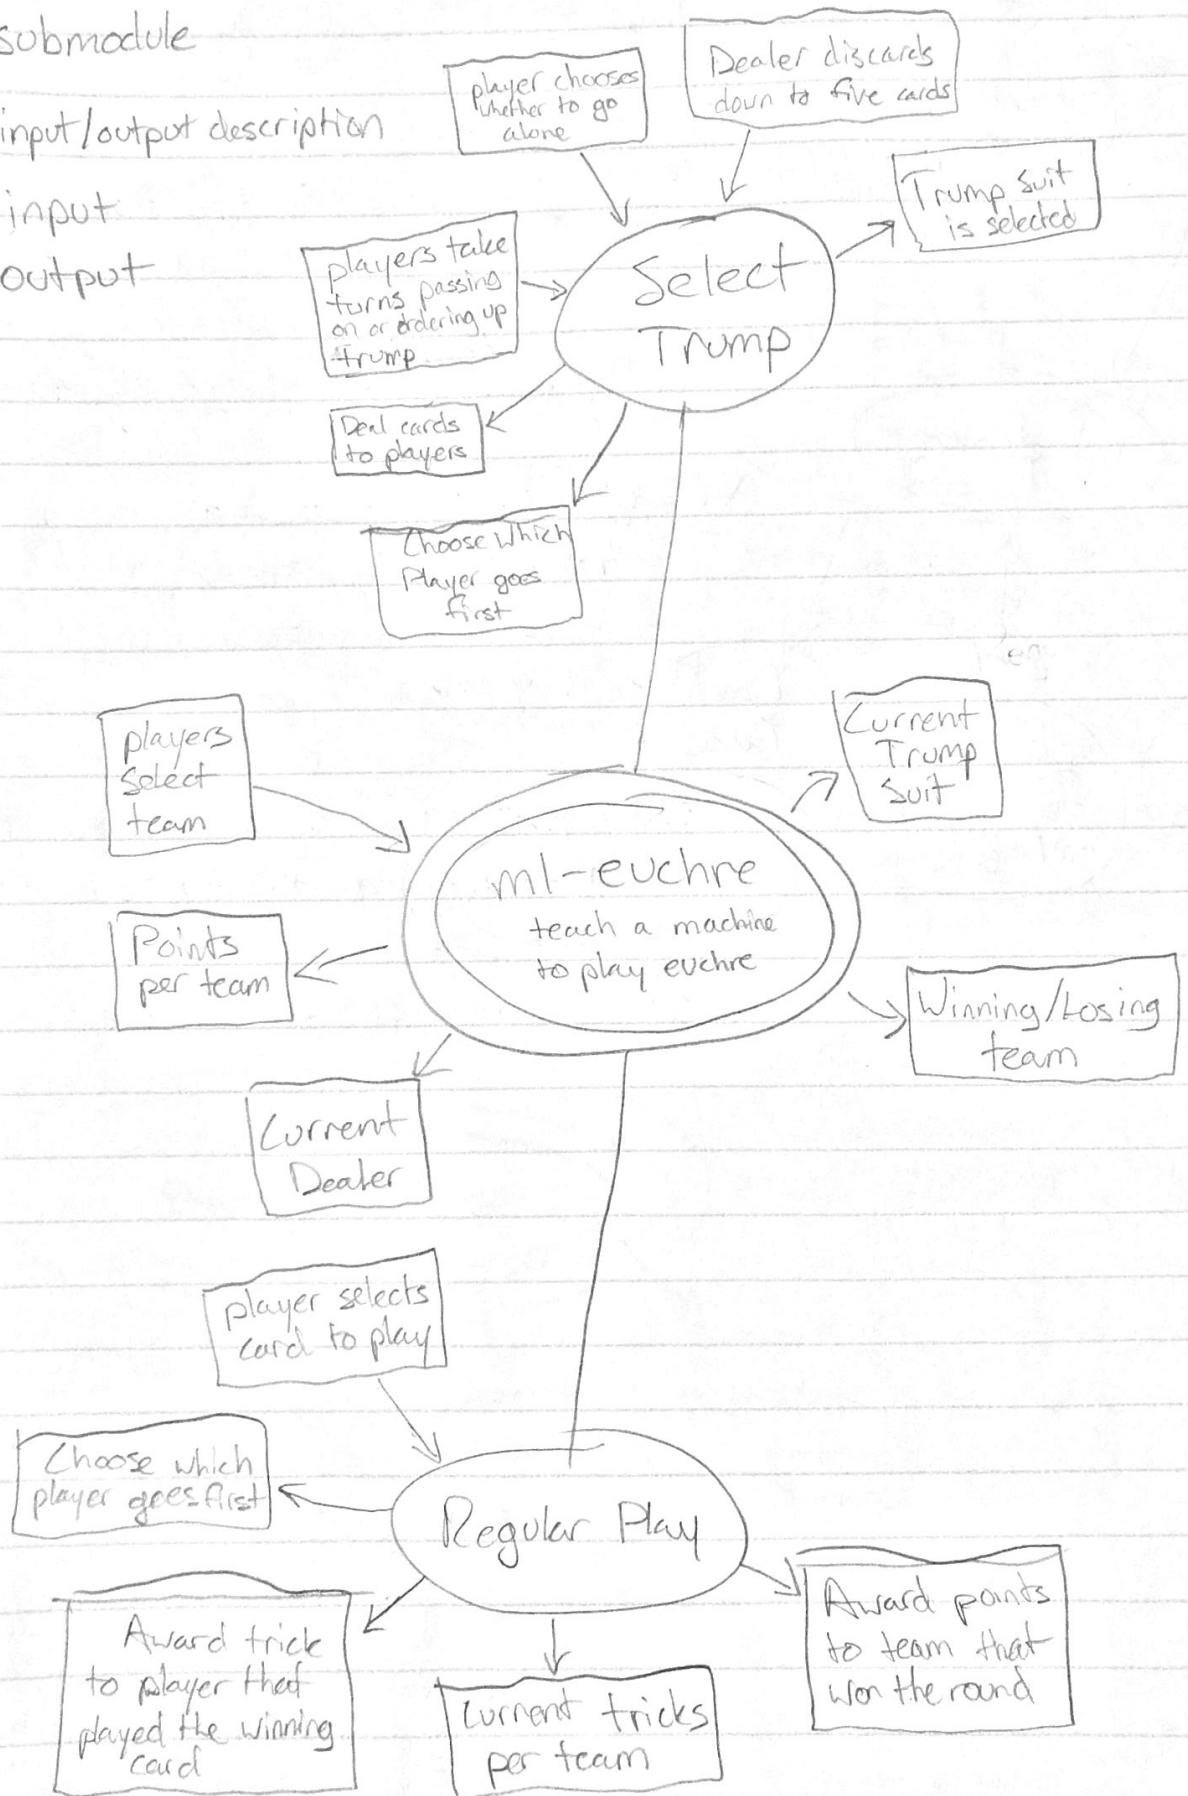 submodule
input/output description
input
output
player chooses
whether to go
alone
Dealer discards
down to five cards
Trump Suit
is selected
players take
turns passing
on or ordering up
trump
Select
Trump
Deal cards
to players
Choose which
Player goes
first
players
Select
team
Current
Trump
Suit
ml-euchre
teach a machine
to play euchre
Points
per team
Winning/Losing
team
Current
Dealer
player selects
card to play
Choose which
player goes first
Regular Play
Award trick
to player that
played the winning
card
Current tricks
per team
Award points
to team that
won the round